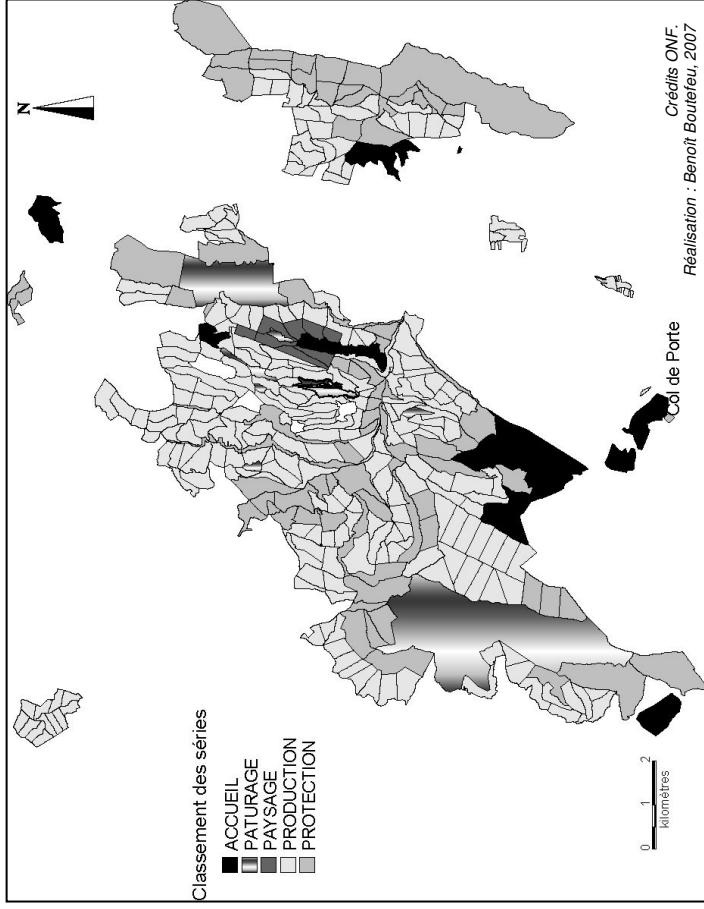 N
Classement des séries
ACCUEIL
PATURAGE
PAYSAGE
PRODUCTION
PROTECTION
Col de Porte
0 1 2
kilomètres
Crédits ONF.
Réalisation : Benoît Boutefeu, 2007